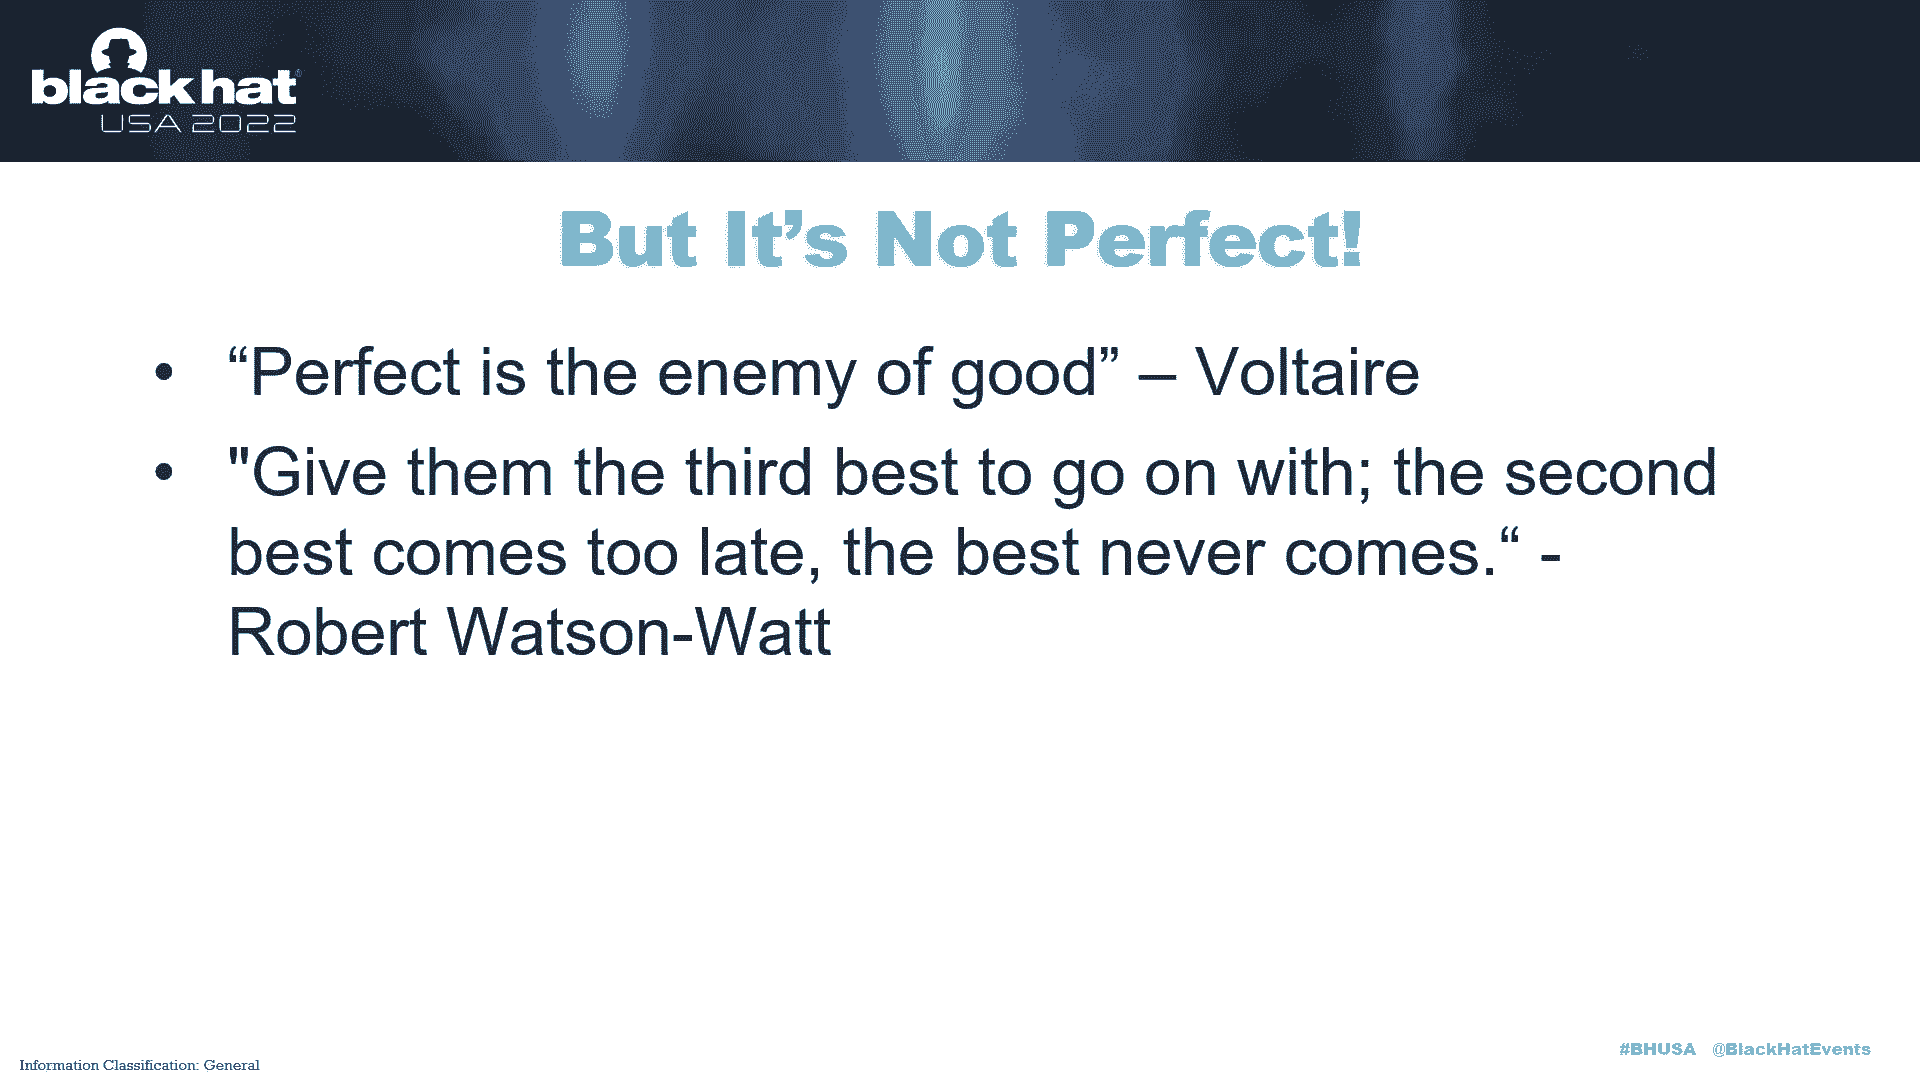 blackhat®
USA 2022
But It’s Not Perfect!
• “Perfect is the enemy of good” – Voltaire
• "Give them the third best to go on with; the second
best comes too late, the best never comes.“ -
Robert Watson-Watt
#BHUSA @BlackHatEvents
Information Classification: General